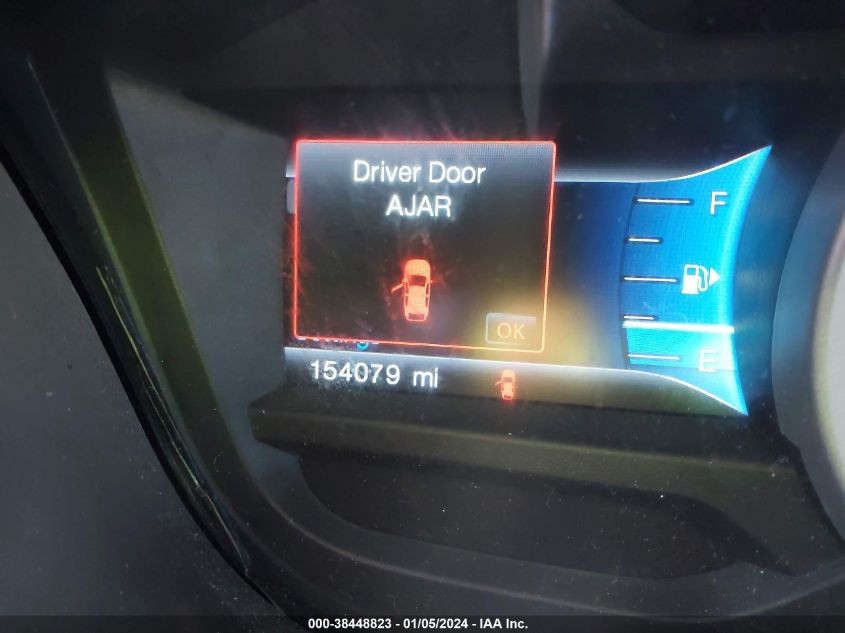 Driver Door
AJAR
OK
F
E
154079 mi
000-38448823 - 01/05/2024 - IAA Inc.